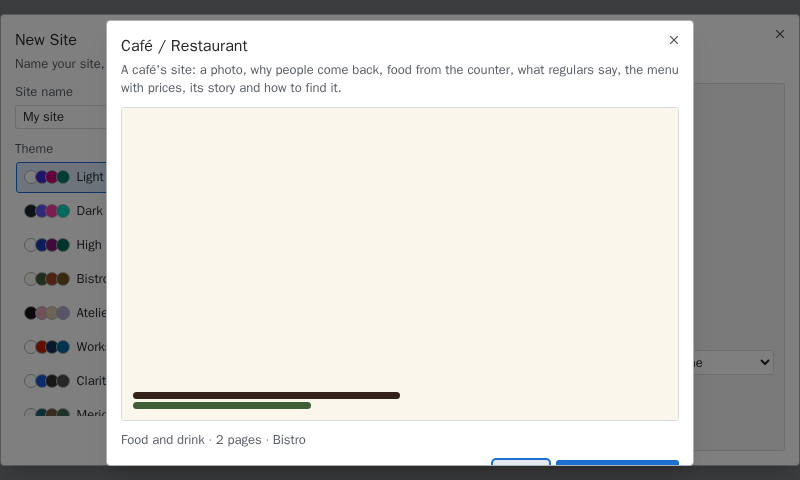 New Site
Name your site,
Site name
My site
Theme
Light
Dark
High
Bistro
Atelie
Works
Clarit
Café / Restaurant
A café's site: a photo, why people come back, food from the counter, what regulars say, the menu
with prices, its story and how to find it.
Food and drink · 2 pages · Bistro